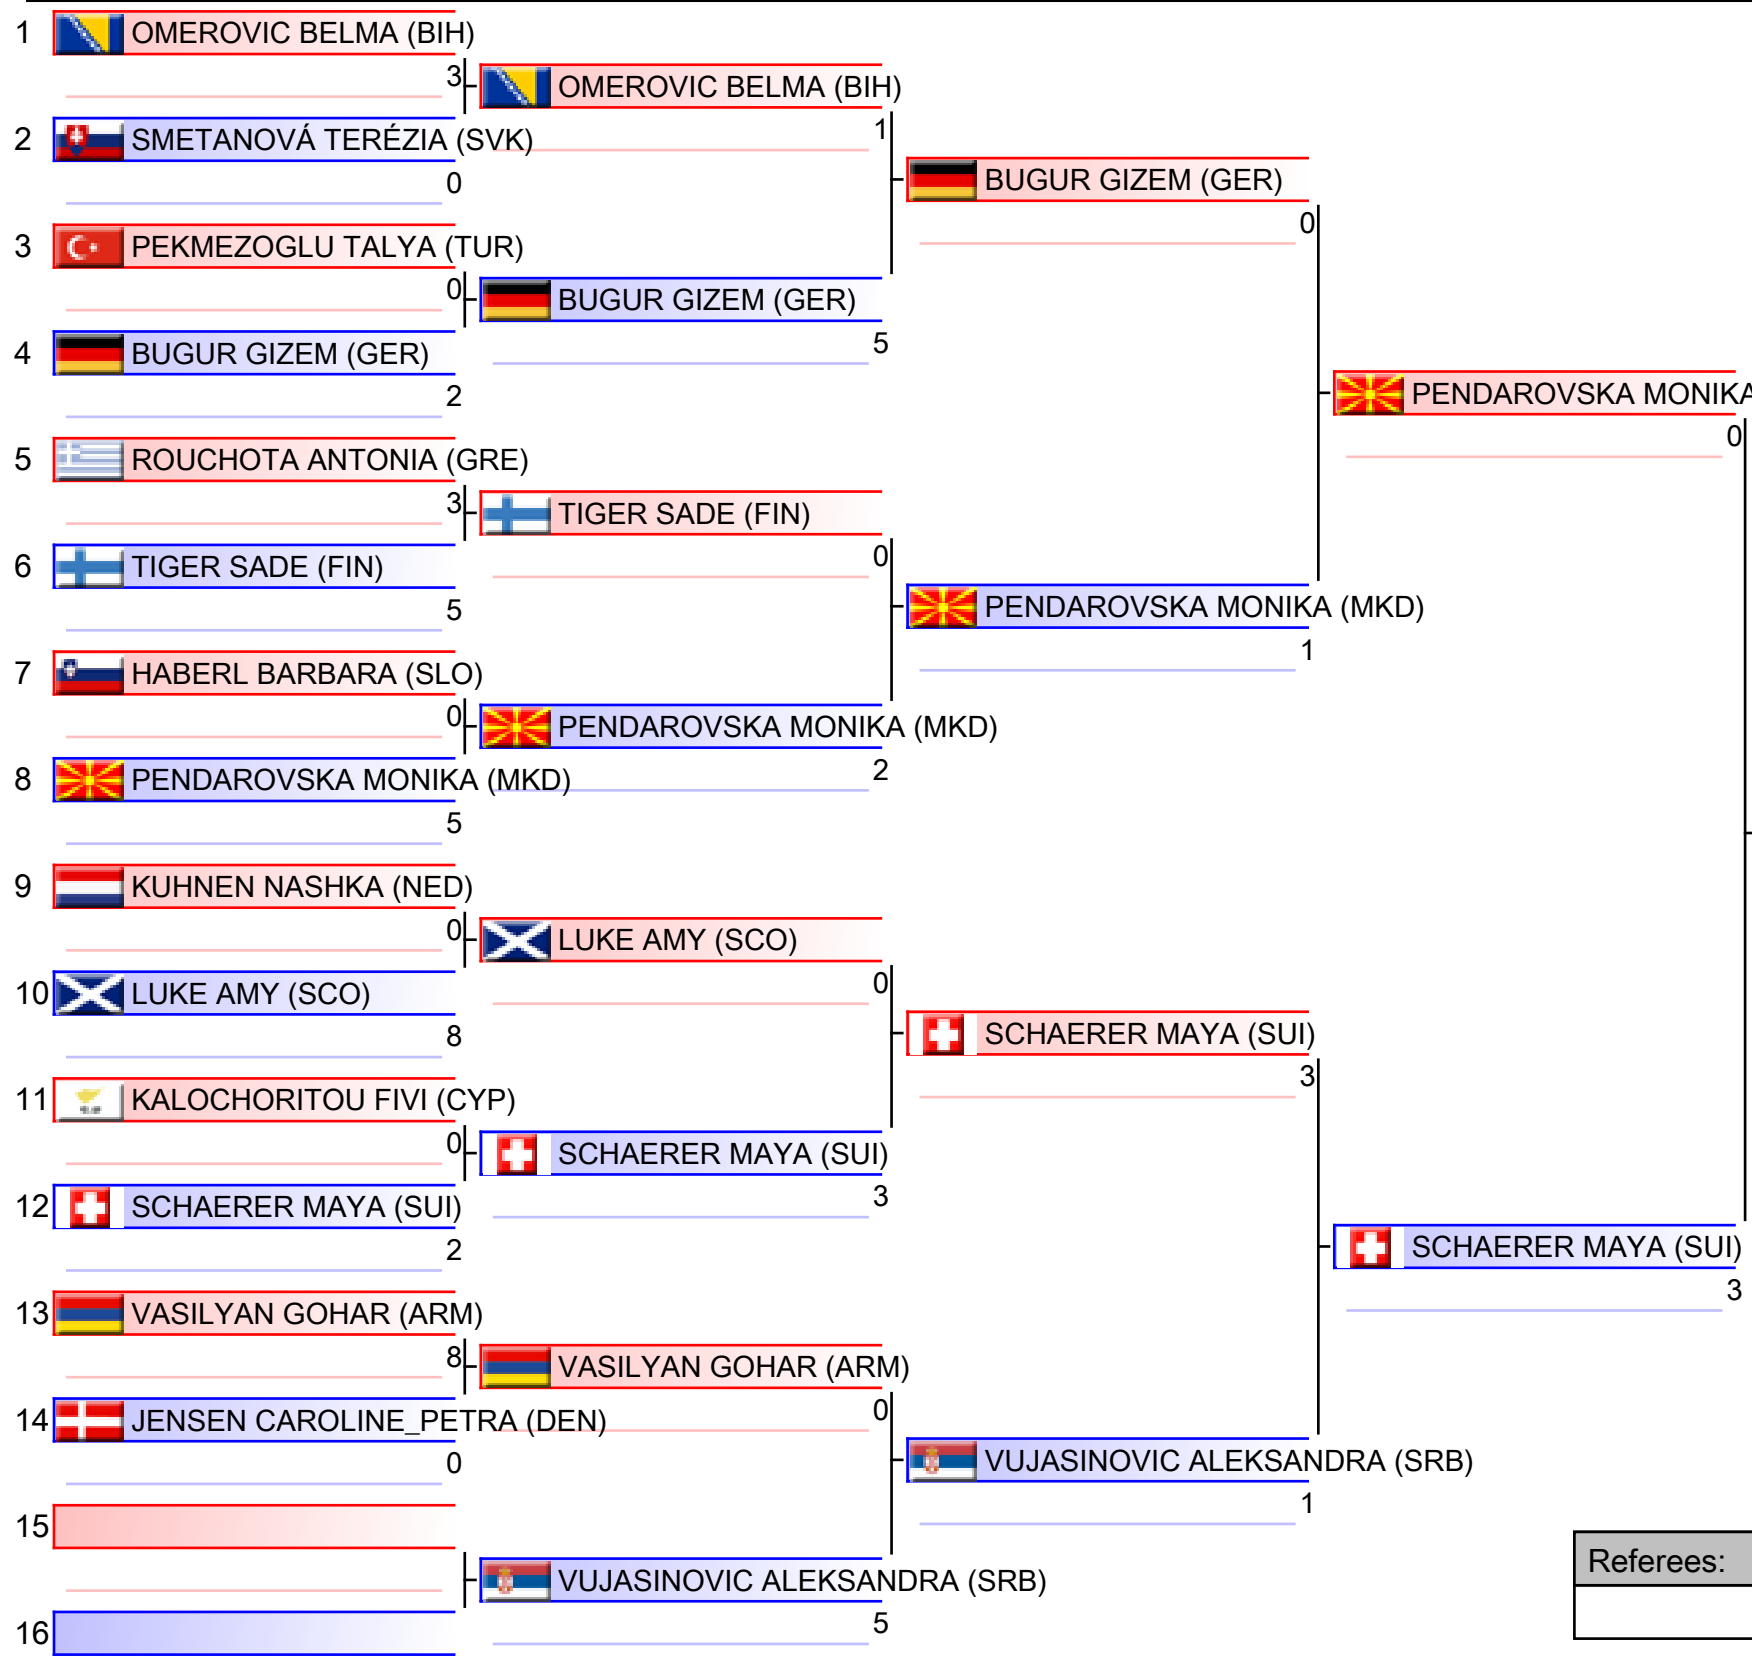 1 OMEROVIC BELMA (BIH)
3 OMEROVIC BELMA (BIH)
2 SMETANOVÁ TERÉZIA (SVK) 1
0 BUGUR GIZEM (GER)
3 PEKMEZOGLU TALYA (TUR) 0
0 BUGUR GIZEM (GER)
4 BUGUR GIZEM (GER) 5
2 PENDAROVSKA MONIKA
5 ROUCHOTA ANTONIA (GRE) 0
3 TIGER SADE (FIN)
6 TIGER SADE (FIN) 0
5 PENDAROVSKA MONIKA (MKD)
7 HABERL BARBARA (SLO) 1
0 PENDAROVSKA MONIKA (MKD)
8 PENDAROVSKA MONIKA (MKD) 2
5
9 KUHNEN NASHKA (NED)
0 LUKE AMY (SCO)
10 LUKE AMY (SCO) 0
8 SCHAERER MAYA (SUI)
11 KALOCHORITOU FIVI (CYP) 3
0 SCHAERER MAYA (SUI)
12 SCHAERER MAYA (SUI) 3
2 SCHAERER MAYA (SUI)
13 VASILYAN GOHAR (ARM) 3
8 VASILYAN GOHAR (ARM)
14 JENSEN CAROLINE_PETRA (DEN) 0
0 VUJASINOVIC ALEKSANDRA (SRB)
15 1
VUJASINOVIC ALEKSANDRA (SRB)
Referees:
16 5